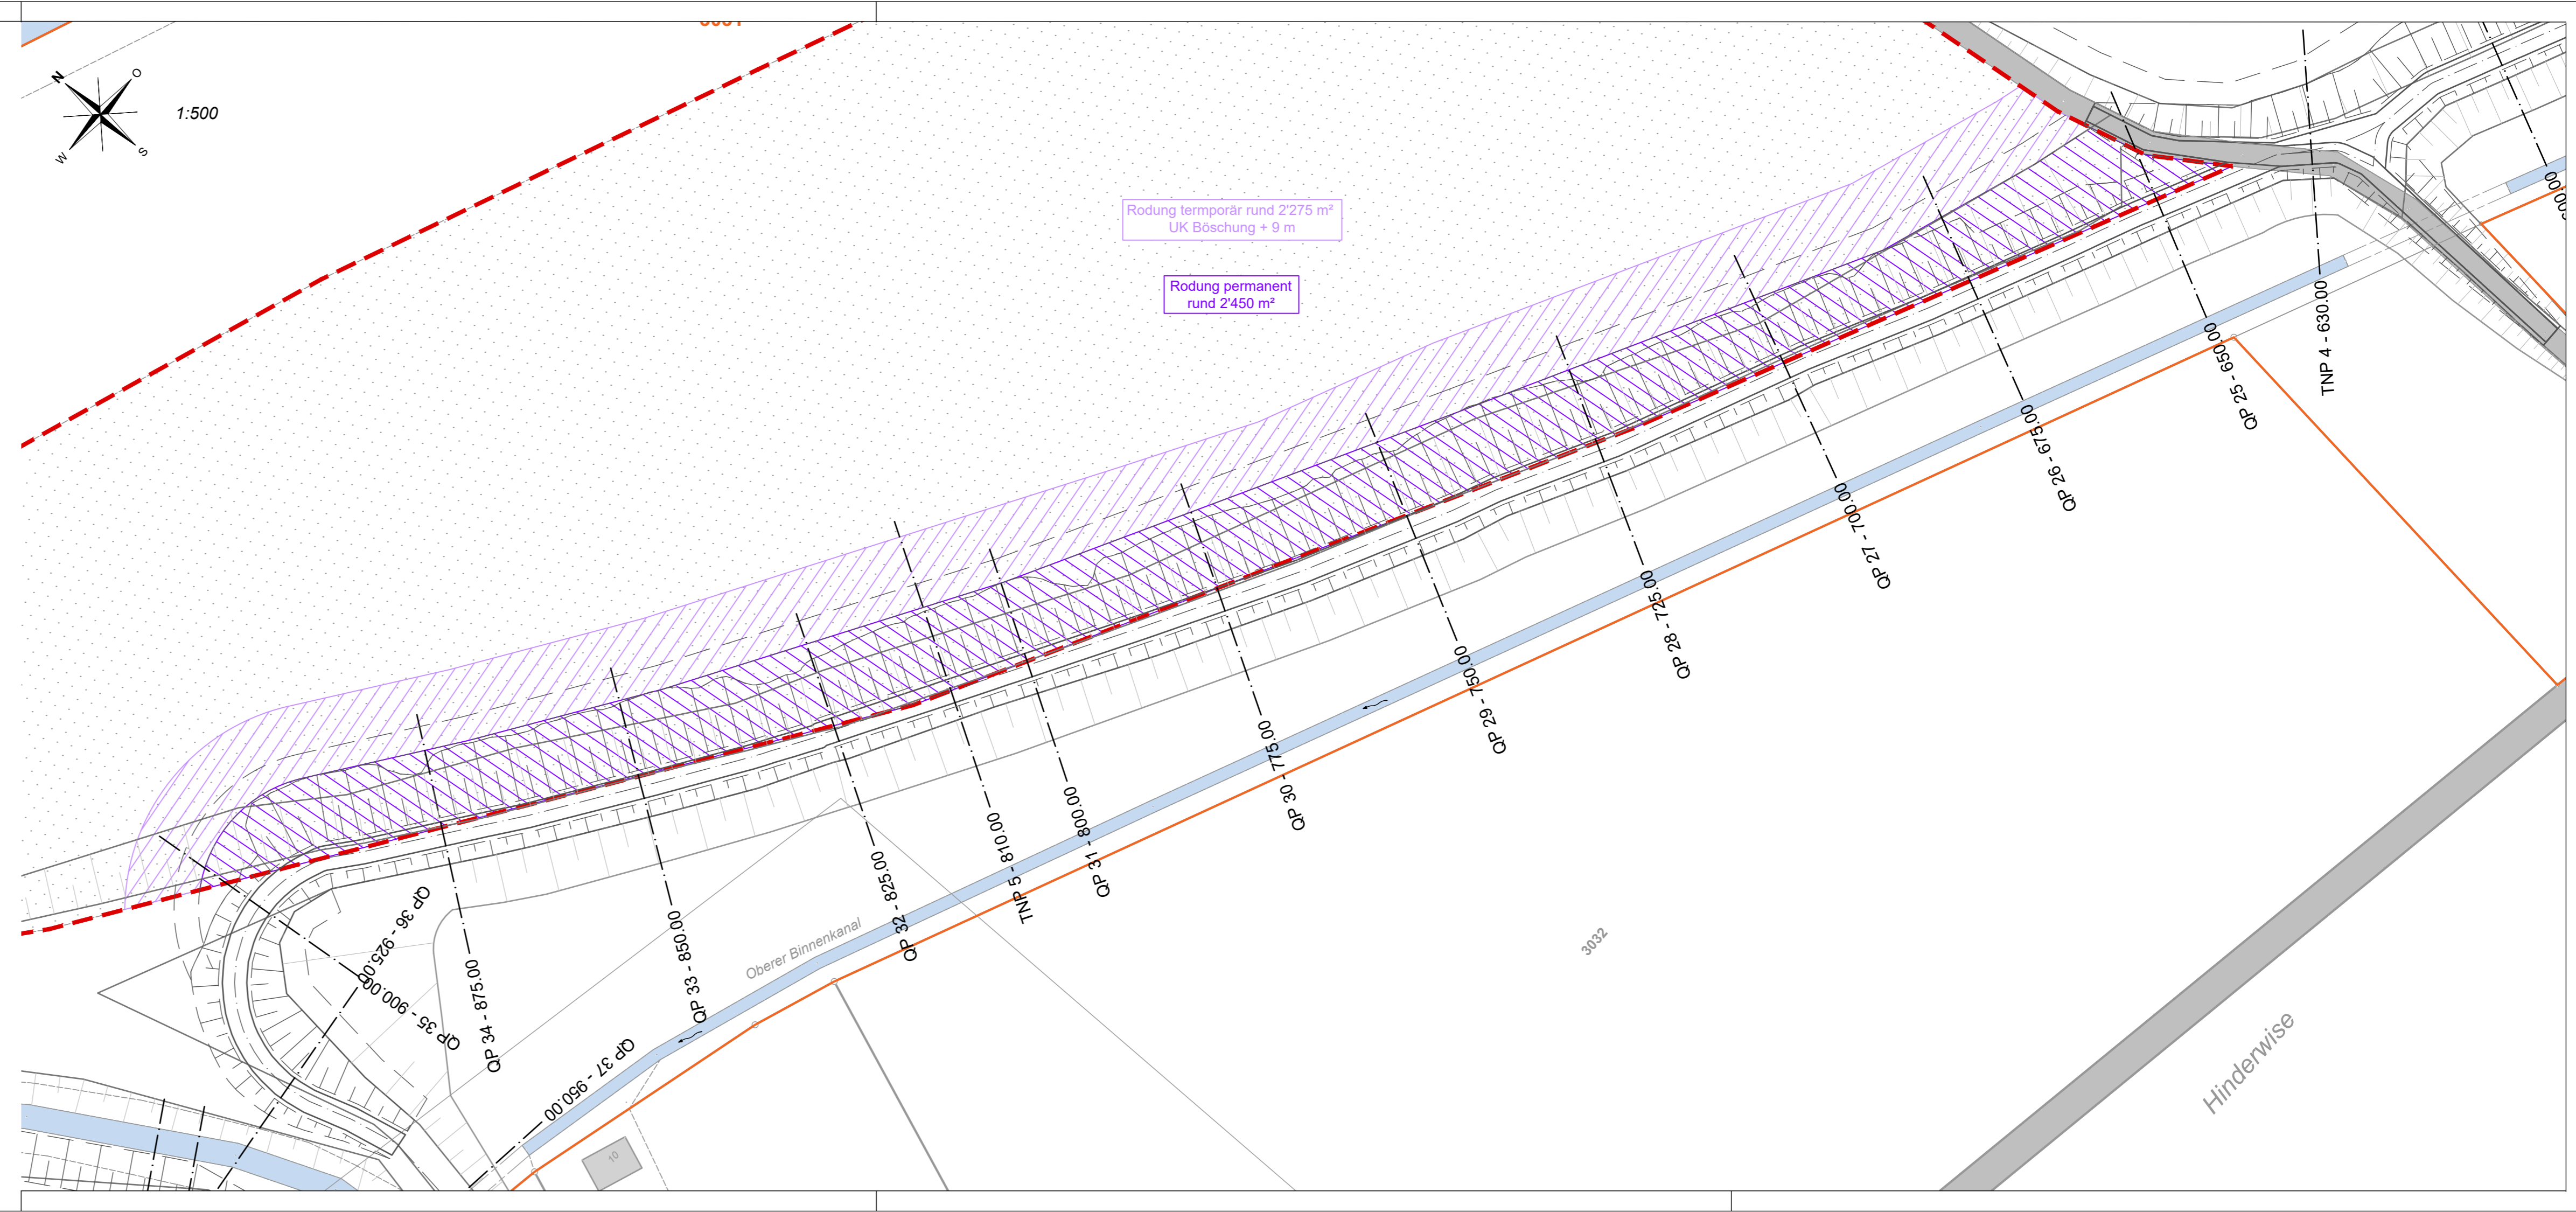 N
O
W
S
1:500
Rodung termporär rund 2'275 m²
UK Böschung + 9 m
Rodung permanent
rund 2'450 m²
TNP 4 - 630.00
QP 25 - 650.00
QP 26 - 675.00
QP 27 - 700.00
QP 28 - 725.00
QP 29 - 750.00
QP 30 - 775.00
QP 31 - 800.00
TNP 5 - 810.00
QP 32 - 825.00
QP 33 - 850.00
QP 34 - 875.00
QP 35 - 900.00
QP 36 - 925.00
QP 37 - 950.00
Oberer Binnenkanal
3032
Hinderwise
10